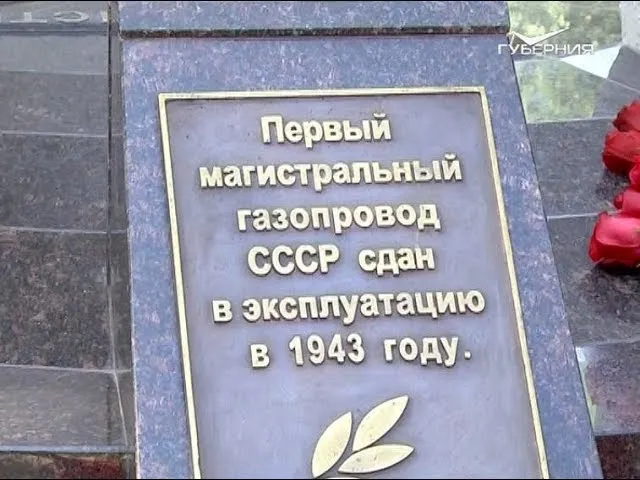 ГУБЕРНИЯ
Первый
магистральный
газопровод
СССР сдан
в эксплуатацию
в 1943 году.